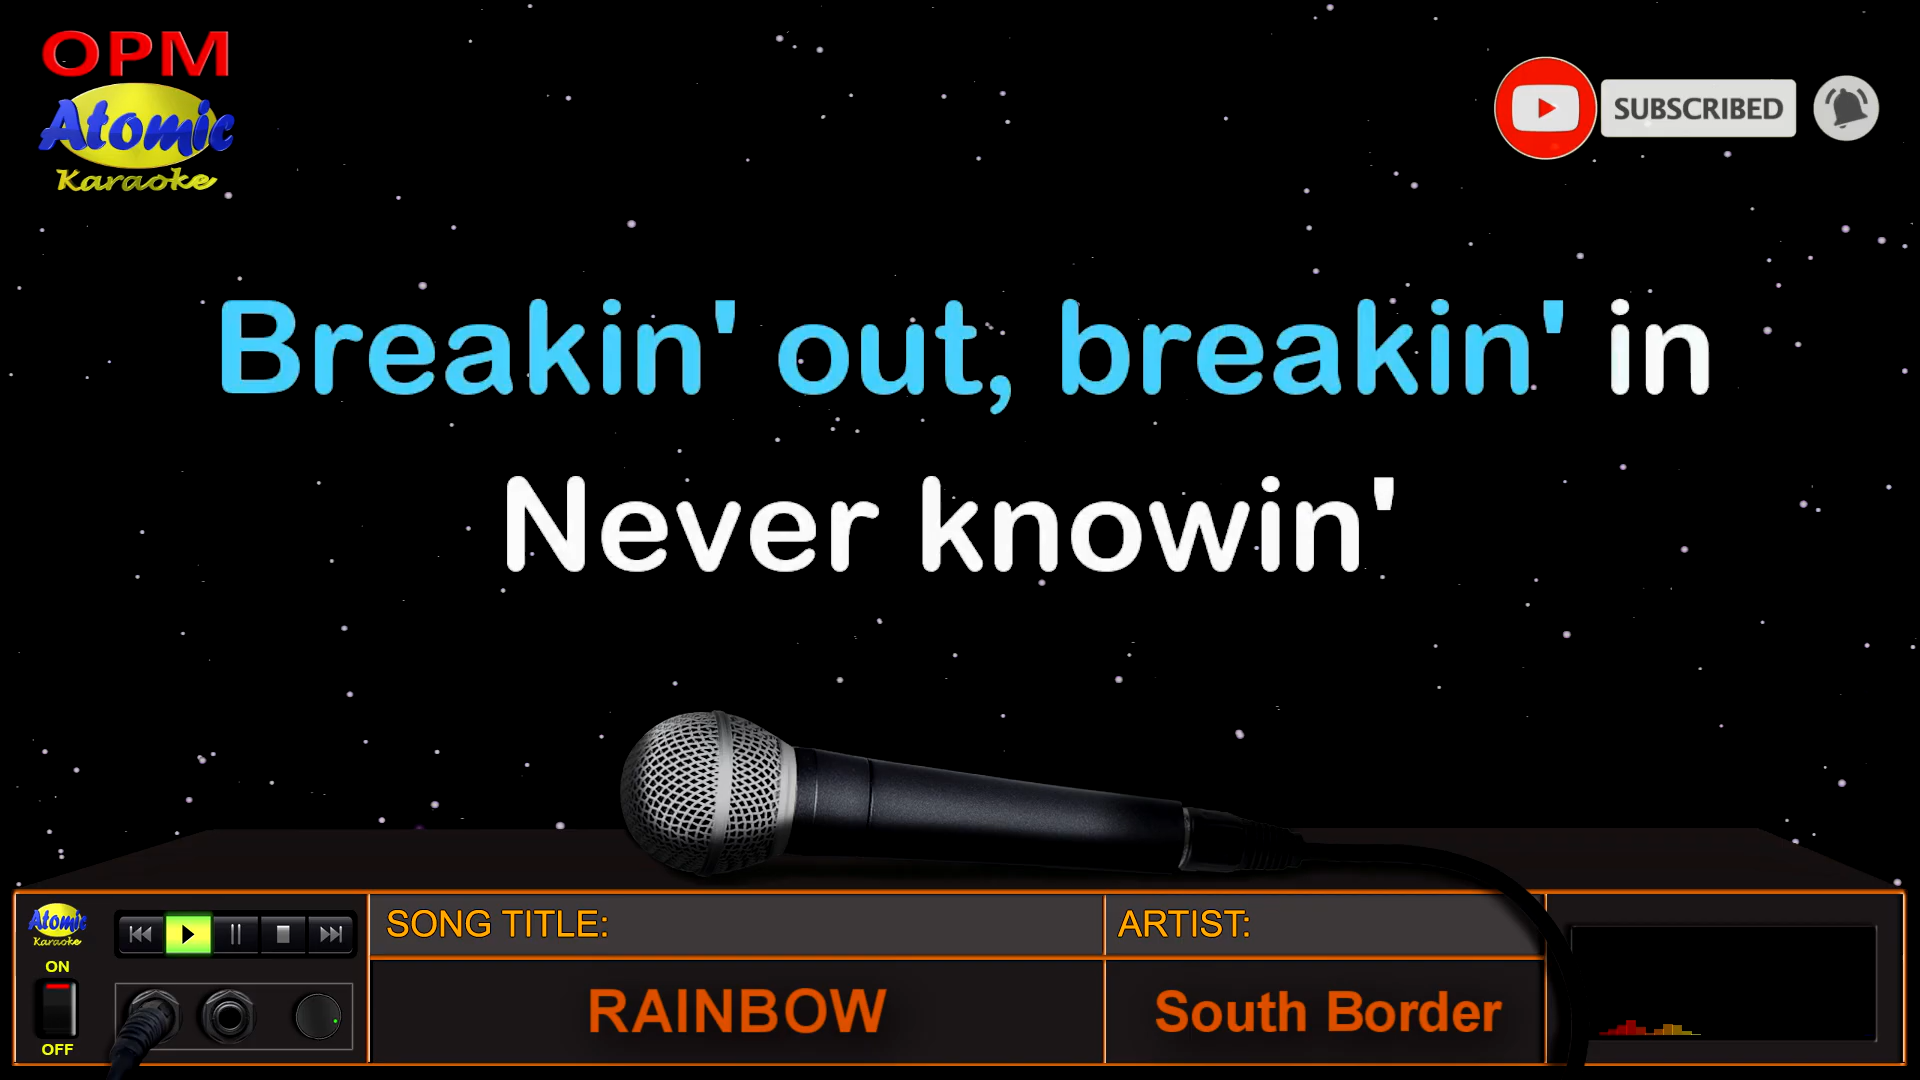 OPM
Atomic
Karaoke
SUBSCRIBED
Breakin' out, breakin' in
Never knowin'
Atomic
Karaoke
ON
OFF
SONG TITLE:
RAINBOW
ARTIST:
South Border